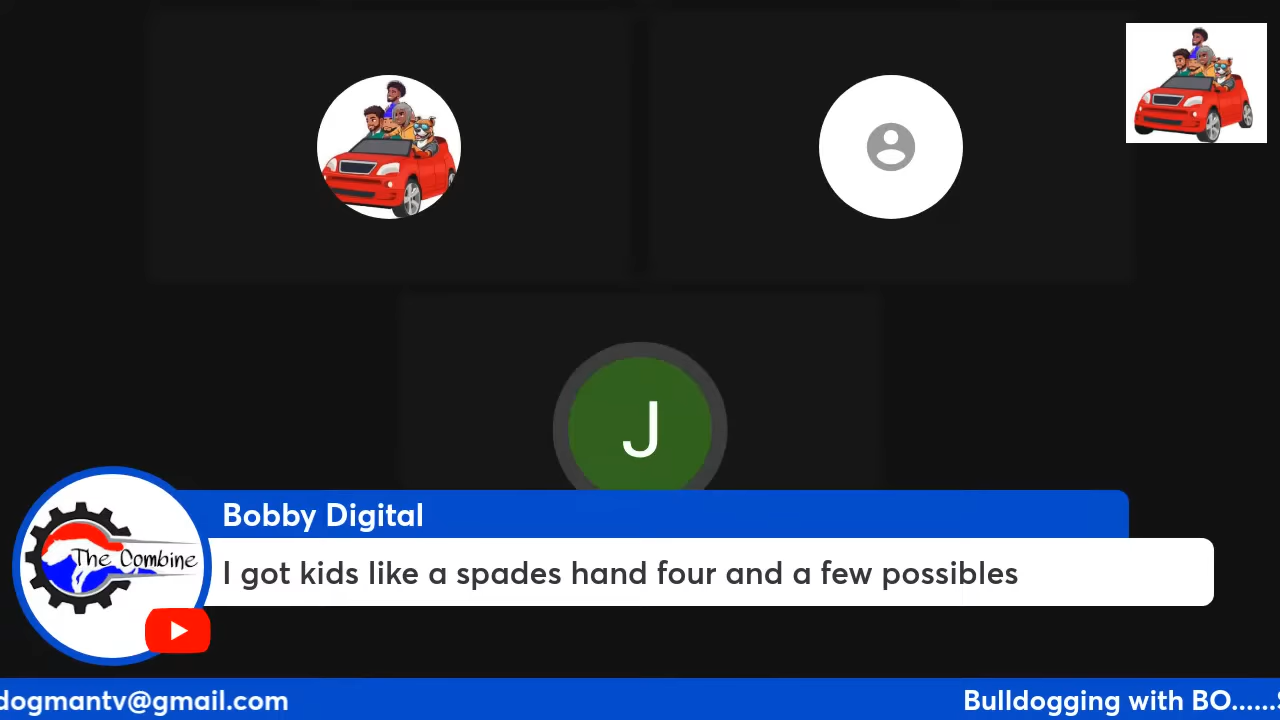 J
Bobby Digital
The Combine
I got kids like a spades hand four and a few possibles
dogmantv@gmail.com
Bulldogging with BO......S